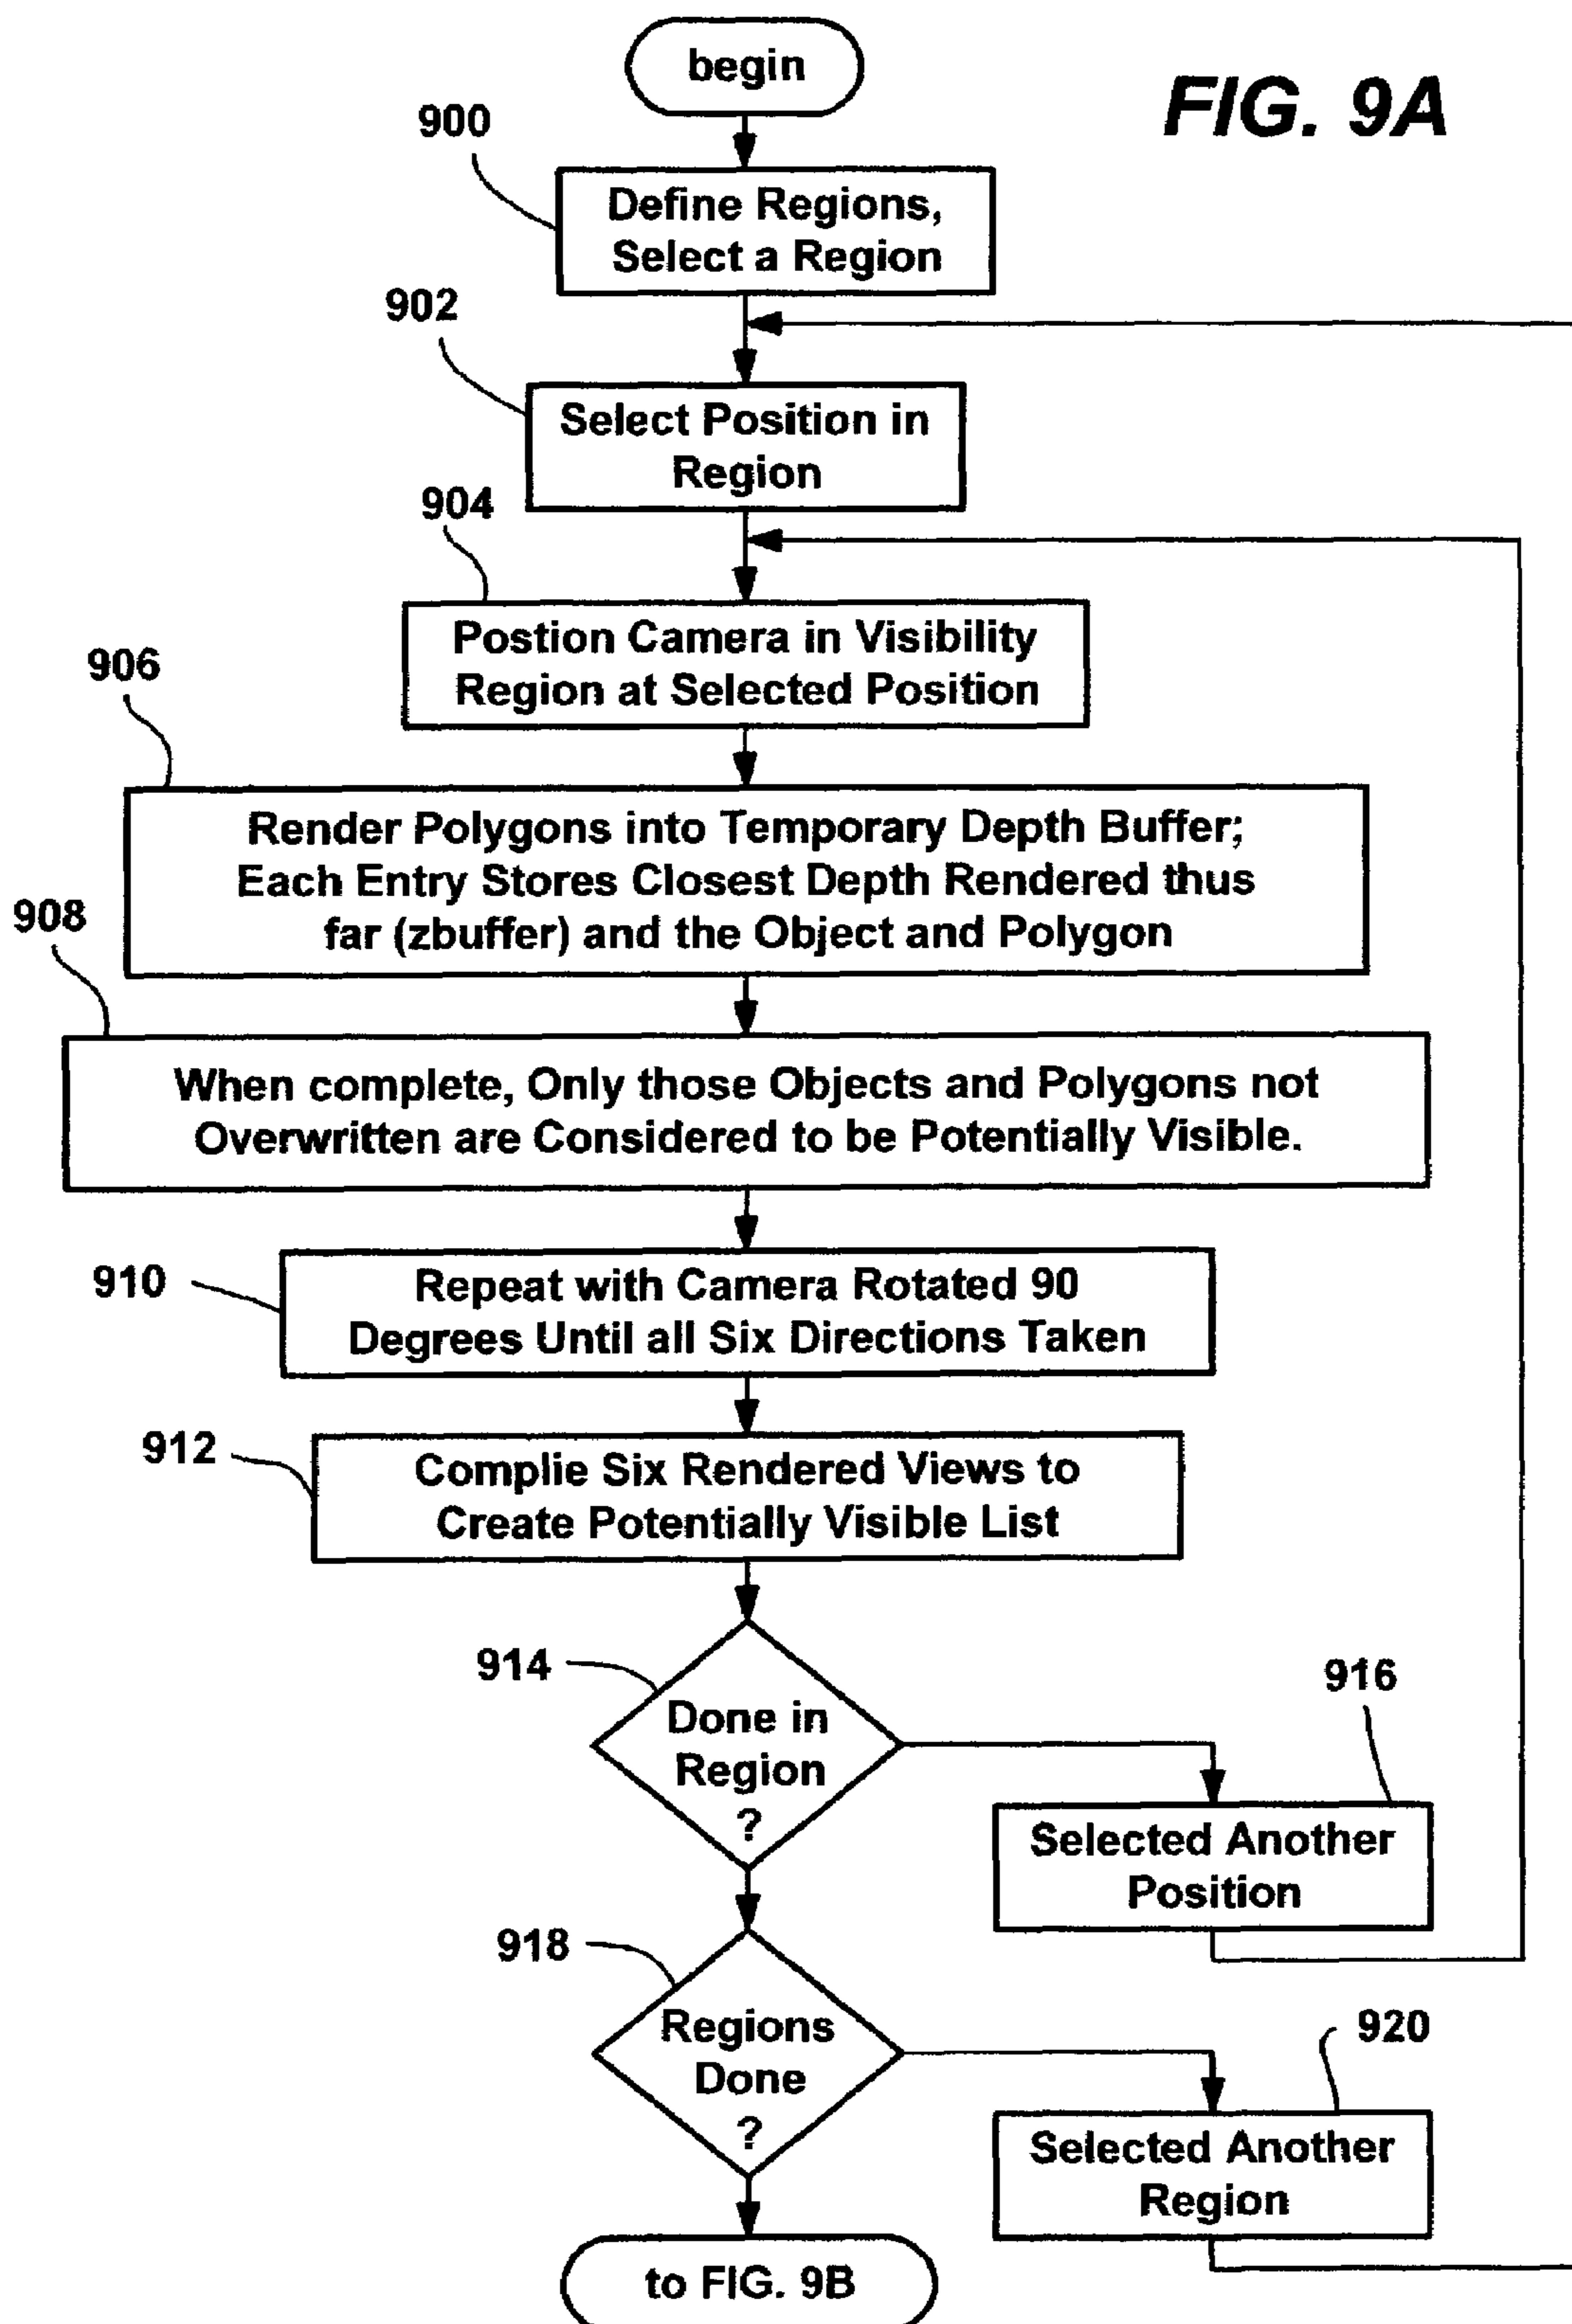 begin
FIG. 9A
900
Define Regions,
Select a Region
902
Select Position in
Region
904
Postion Camera in Visibility
Region at Selected Position
906
Render Polygons into Temporary Depth Buffer;
Each Entry Stores Closest Depth Rendered thus
far (zbuffer) and the Object and Polygon
908
When complete, Only those Objects and Polygons not
Overwritten are Considered to be Potentially Visible.
910
Repeat with Camera Rotated 90
Degrees Until all Six Directions Taken
912
Complie Six Rendered Views to
Create Potentially Visible List
914
Done in
Region
?
916
Selected Another
Position
918
Regions
Done
?
920
Selected Another
Region
to FIG. 9B